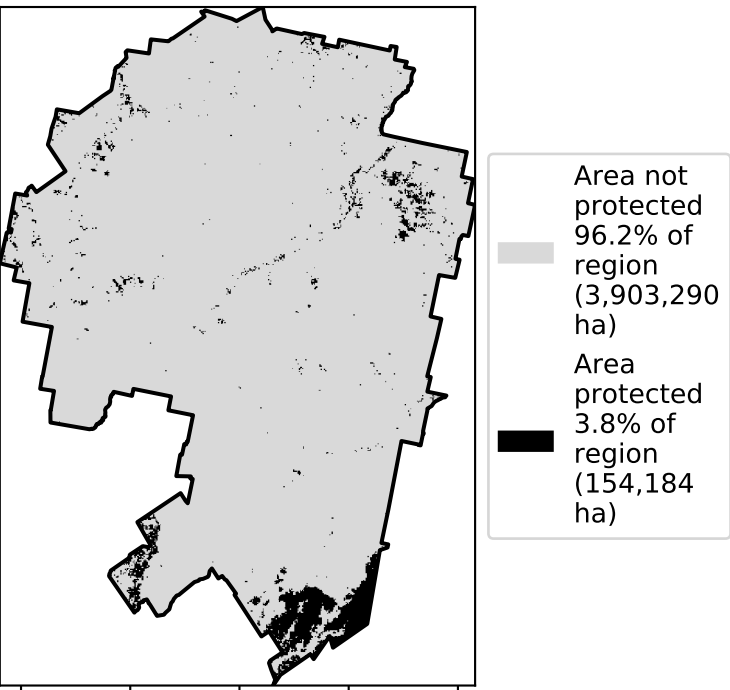 Area not
protected
96.2% of
region
(3,903,290
ha)
Area
protected
3.8% of
region
(154,184
ha)